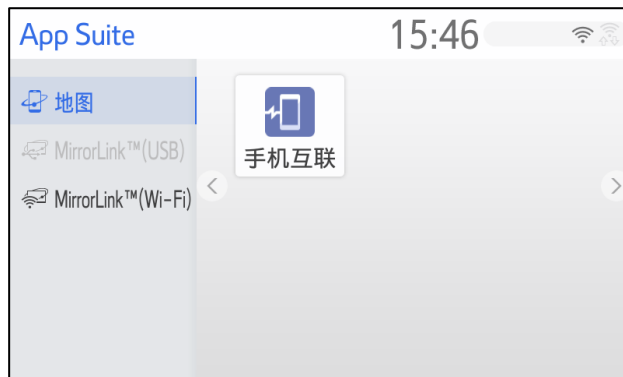 App Suite
15:46
地图
MirrorLink™(USB)
MirrorLink™(Wi-Fi)
手机互联